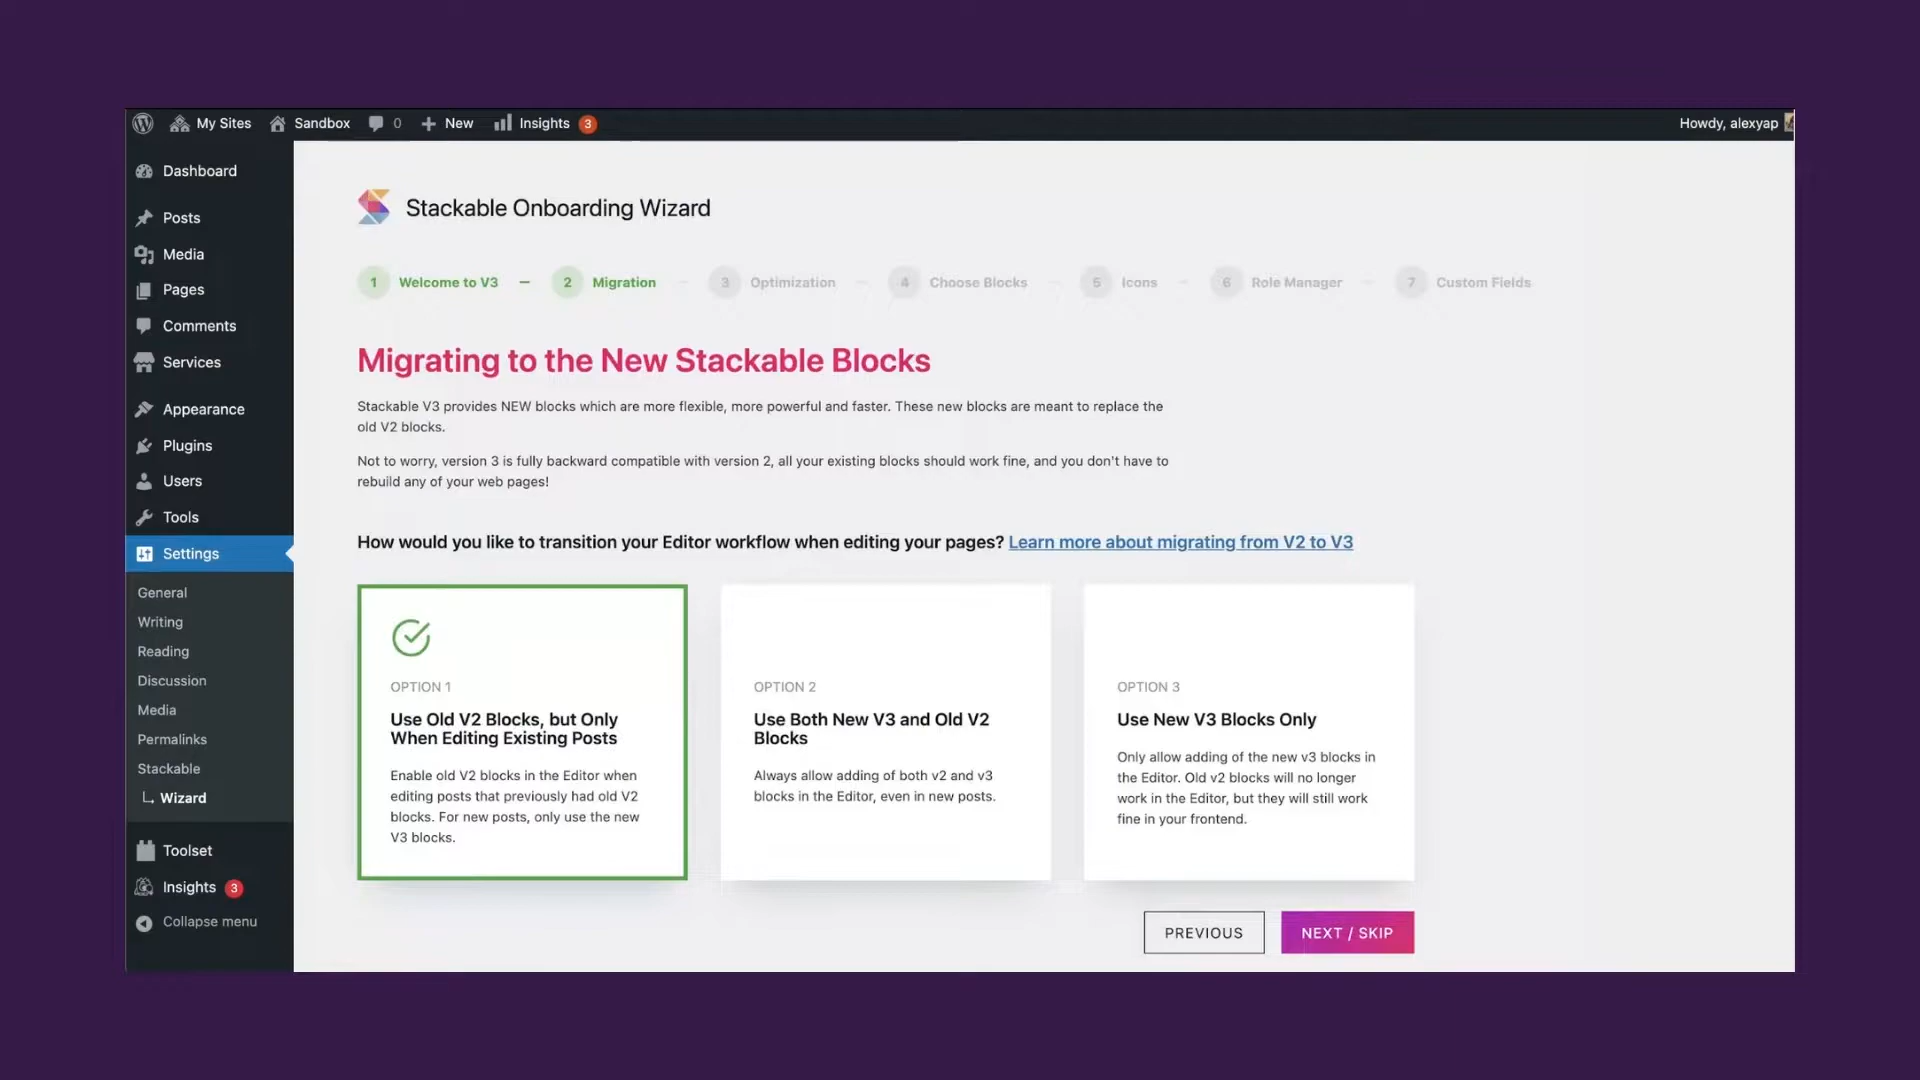 My Sites Sandbox 0 New Insights 3 Howdy, alexyap
Dashboard
Posts
Media
Pages
Comments
Services
Appearance
Plugins
Users
Tools
Settings
General
Writing
Reading
Discussion
Media
Permalinks
Stackable
Wizard
Toolset
Insights 3
Collapse menu
Stackable Onboarding Wizard
1 Welcome to V3 – 2 Migration – 3 Optimization – 4 Choose Blocks – 5 Icons – 6 Role Manager – 7 Custom Fields
Migrating to the New Stackable Blocks
Stackable V3 provides NEW blocks which are more flexible, more powerful and faster. These new blocks are meant to replace the
old V2 blocks.
Not to worry, version 3 is fully backward compatible with version 2, all your existing blocks should work fine, and you don't have to
rebuild any of your web pages!
How would you like to transition your Editor workflow when editing your pages? Learn more about migrating from V2 to V3
OPTION 1
Use Old V2 Blocks, but Only
When Editing Existing Posts
Enable old V2 blocks in the Editor when
editing posts that previously had old V2
blocks. For new posts, only use the new
V3 blocks.
OPTION 2
Use Both New V3 and Old V2
Blocks
Always allow adding of both v2 and v3
blocks in the Editor, even in new posts.
OPTION 3
Use New V3 Blocks Only
Only allow adding of the new v3 blocks in
the Editor. Old v2 blocks will no longer
work in the Editor, but they will still work
fine in your frontend.
PREVIOUS
NEXT / SKIP